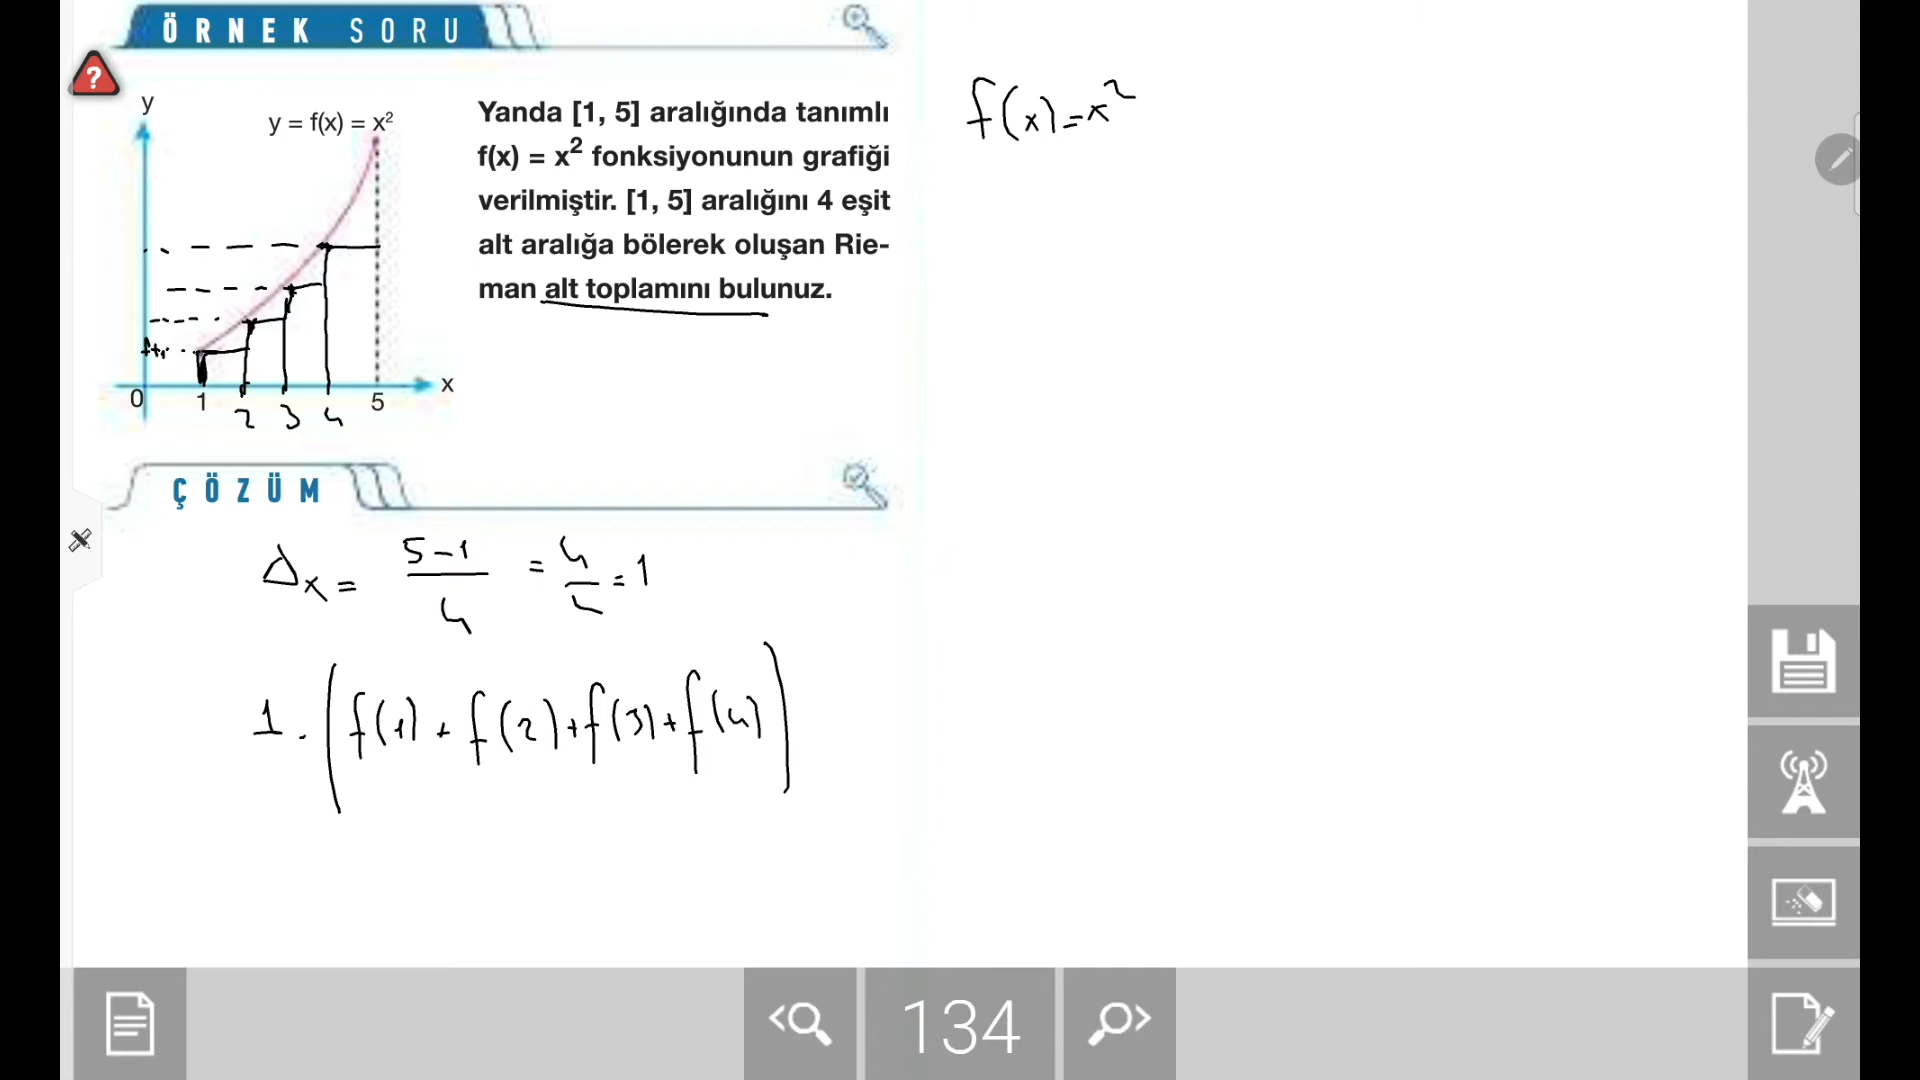 ÖRNEK SORU
?
y
y = f(x) = x²
0
1
2
3
4
5
x
Yanda [1, 5] aralığında tanımlı
f(x) = x² fonksiyonunun grafiği
verilmiştir. [1, 5] aralığını 4 eşit
alt aralığa bölerek oluşan Rie-
man alt toplamını bulunuz.
f(x)=x²
ÇÖZÜM
Δx = (5-1)/4 = 4/4 = 1
1.(f(1)+f(2)+f(3)+f(4))
134